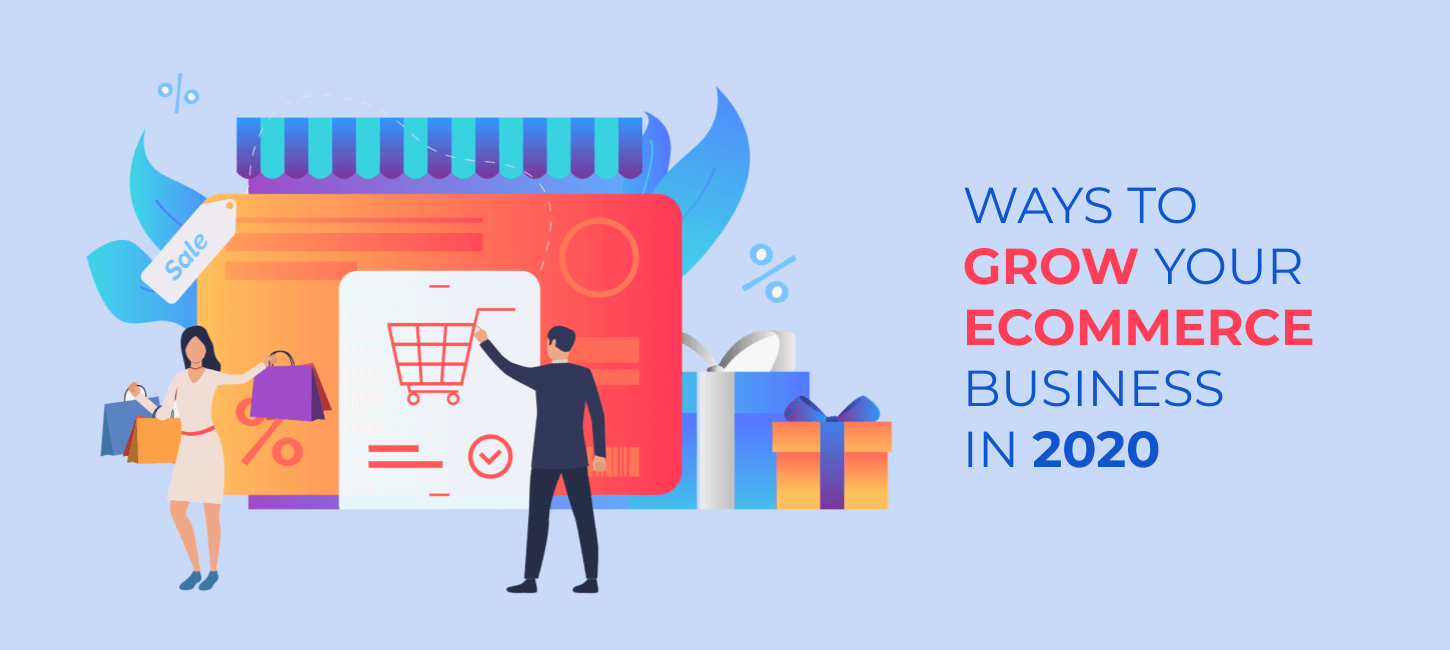 Sale
WAYS TO
GROW YOUR
ECOMMERCE
BUSINESS
IN 2020
%
%
%